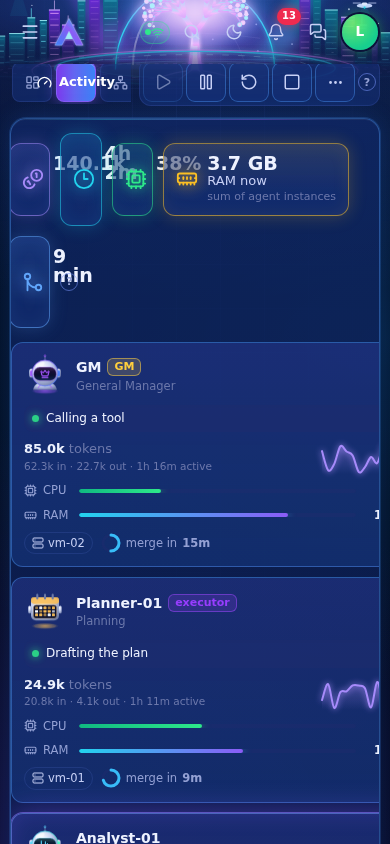 13
L
Activity
?
140.1
4h
38%
3.7 GB
RAM now
sum of agent instances
9
min
?
GM GM
General Manager
Calling a tool
85.0k tokens
62.3k in · 22.7k out · 1h 16m active
CPU
RAM
1
vm-02 merge in 15m
Planner-01 executor
Planning
Drafting the plan
24.9k tokens
20.8k in · 4.1k out · 1h 11m active
CPU
RAM
1
vm-01 merge in 9m
Analyst-01